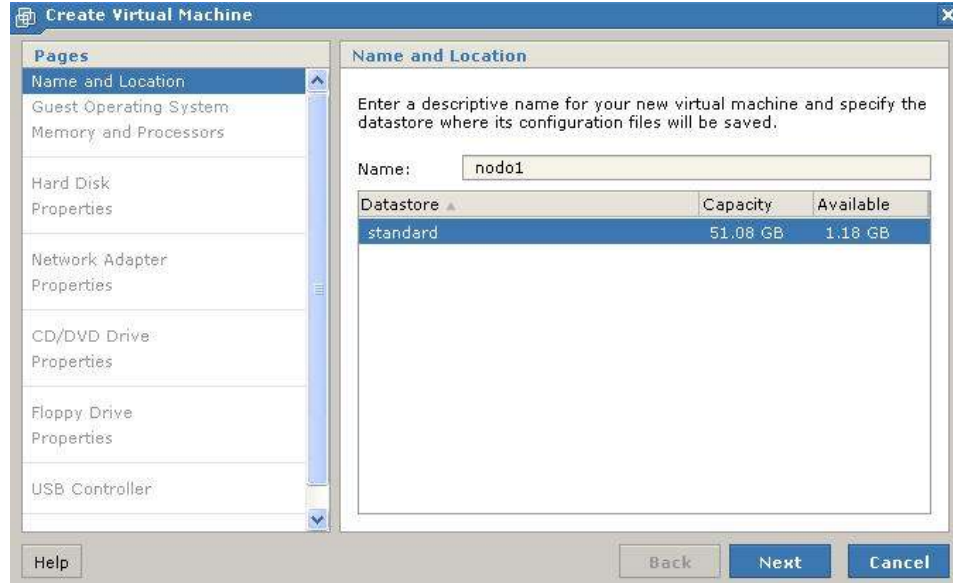 Create Virtual Machine
Pages
Name and Location
Guest Operating System
Memory and Processors
Hard Disk
Properties
Network Adapter
Properties
CD/DVD Drive
Properties
Floppy Drive
Properties
USB Controller
Name and Location
Enter a descriptive name for your new virtual machine and specify the
datastore where its configuration files will be saved.
Name: nodo1
Datastore Capacity Available
standard 51.08 GB 1.18 GB
Help Back Next Cancel